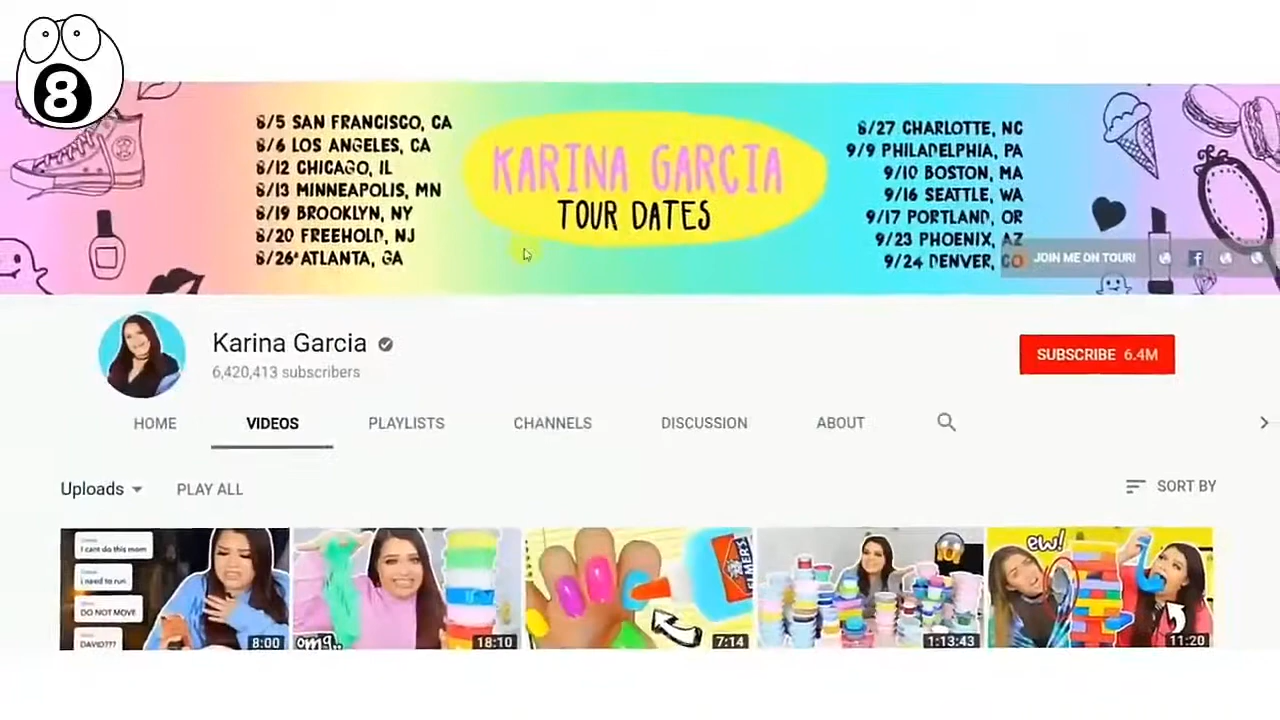 8
8/5 SAN FRANCISCO, CA
8/6 LOS ANGELES, CA
8/12 CHICAGO, IL
8/13 MINNEAPOLIS, MN
8/19 BROOKLYN, NY
8/20 FREEHOLD, NJ
8/26 ATLANTA, GA
KARINA GARCIA
TOUR DATES
8/27 CHARLOTTE, NC
9/9 PHILADELPHIA, PA
9/10 BOSTON, MA
9/16 SEATTLE, WA
9/17 PORTLAND, OR
9/23 PHOENIX, AZ
9/24 DENVER, CO
JOIN ME ON TOUR!
Karina Garcia
6,420,413 subscribers
SUBSCRIBE 6.4M
HOME VIDEOS PLAYLISTS CHANNELS DISCUSSION ABOUT
Uploads PLAY ALL
SORT BY
I cant do this mom
i need to run
DO NOT MOVE
DAVID???
8:00
omg
18:10
ELMER'S
7:14
1:13:43
ew!
11:20